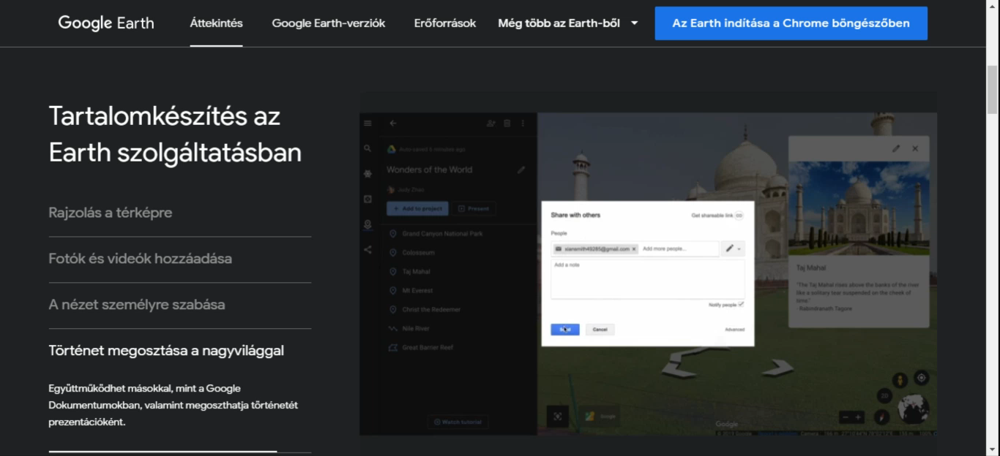 Google Earth
Áttekintés
Google Earth-verziók
Erőforrások
Még több az Earth-ből
Az Earth indítása a Chrome böngészőben
Tartalomkészítés az
Earth szolgáltatásban
Rajzolás a térképre
Fotók és videók hozzáadása
A nézet személyre szabása
Történet megosztása a nagyvilággal
Együttműködhet másokkal, mint a Google
Dokumentumokban, valamint megoszthatja történetét
prezentációként.
Auto-saved 5 minutes ago
Wonders of the World
Judy Zhao
+ Add to project
Present
Grand Canyon National Park
Colosseum
Taj Mahal
Mt Everest
Christ the Redeemer
Nile River
Great Barrier Reef
Watch tutorial
Share with others
Get shareable link
People
xiansmith49285@gmail.com ×
Add more people...
Add a note
Notify people
Cancel
Advanced
Taj Mahal
"The Taj Mahal rises above the banks of the river
like a solitary tear suspended on the cheek of
time."
- Rabindranath Tagore
2D
Google
Google